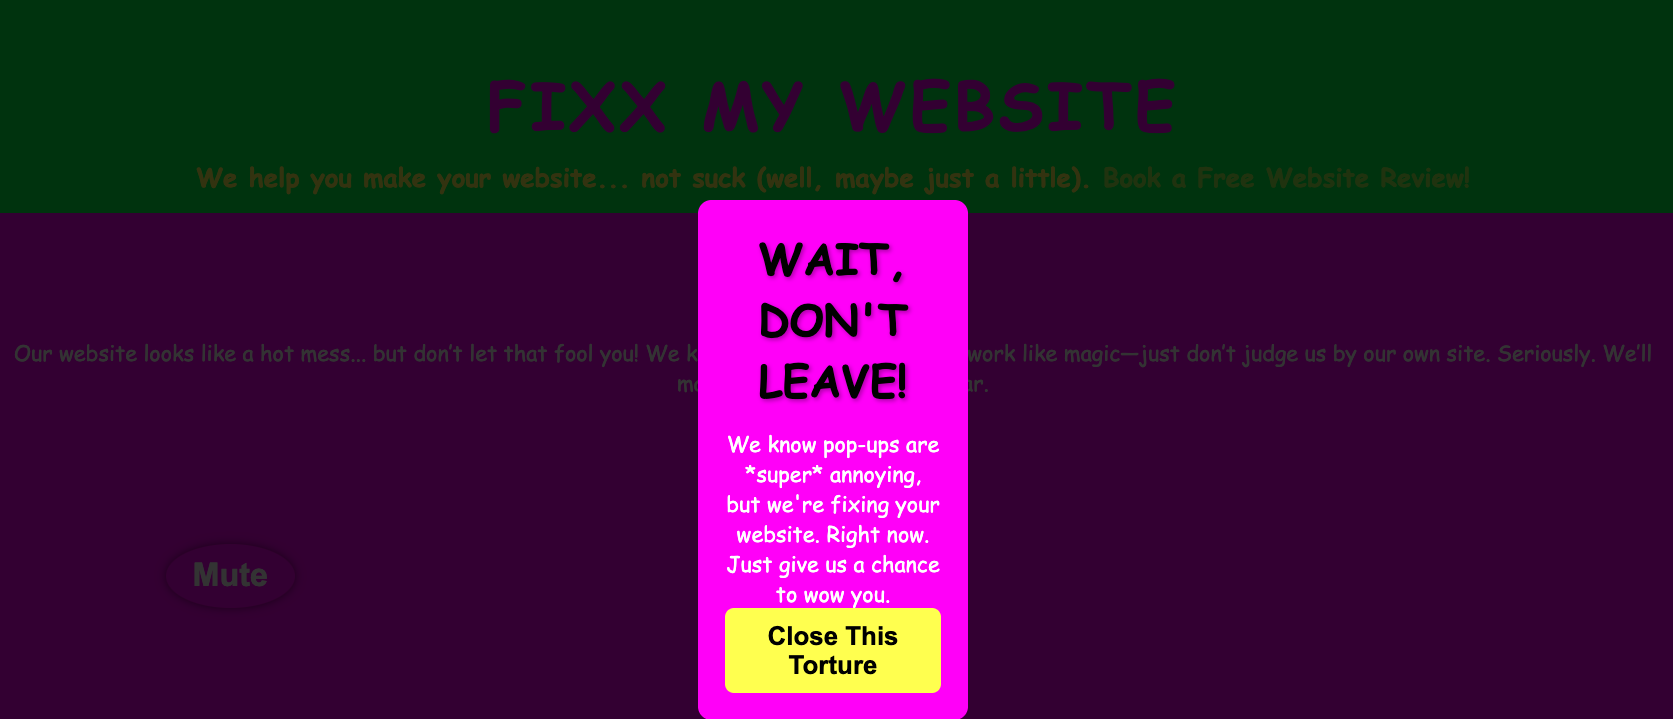 FIXX MY WEBSITE
We help you make your website... not suck (well, maybe just a little). Book a Free Website Review!
WAIT,
DON'T
LEAVE!
Our website looks like a hot mess... but don't let that fool you! We k work like magic—just don't judge us by our own site. Seriously. We'll
ma ar.
We know pop-ups are
*super* annoying,
but we're fixing your
website. Right now.
Just give us a chance
to wow you.
Mute
Close This
Torture